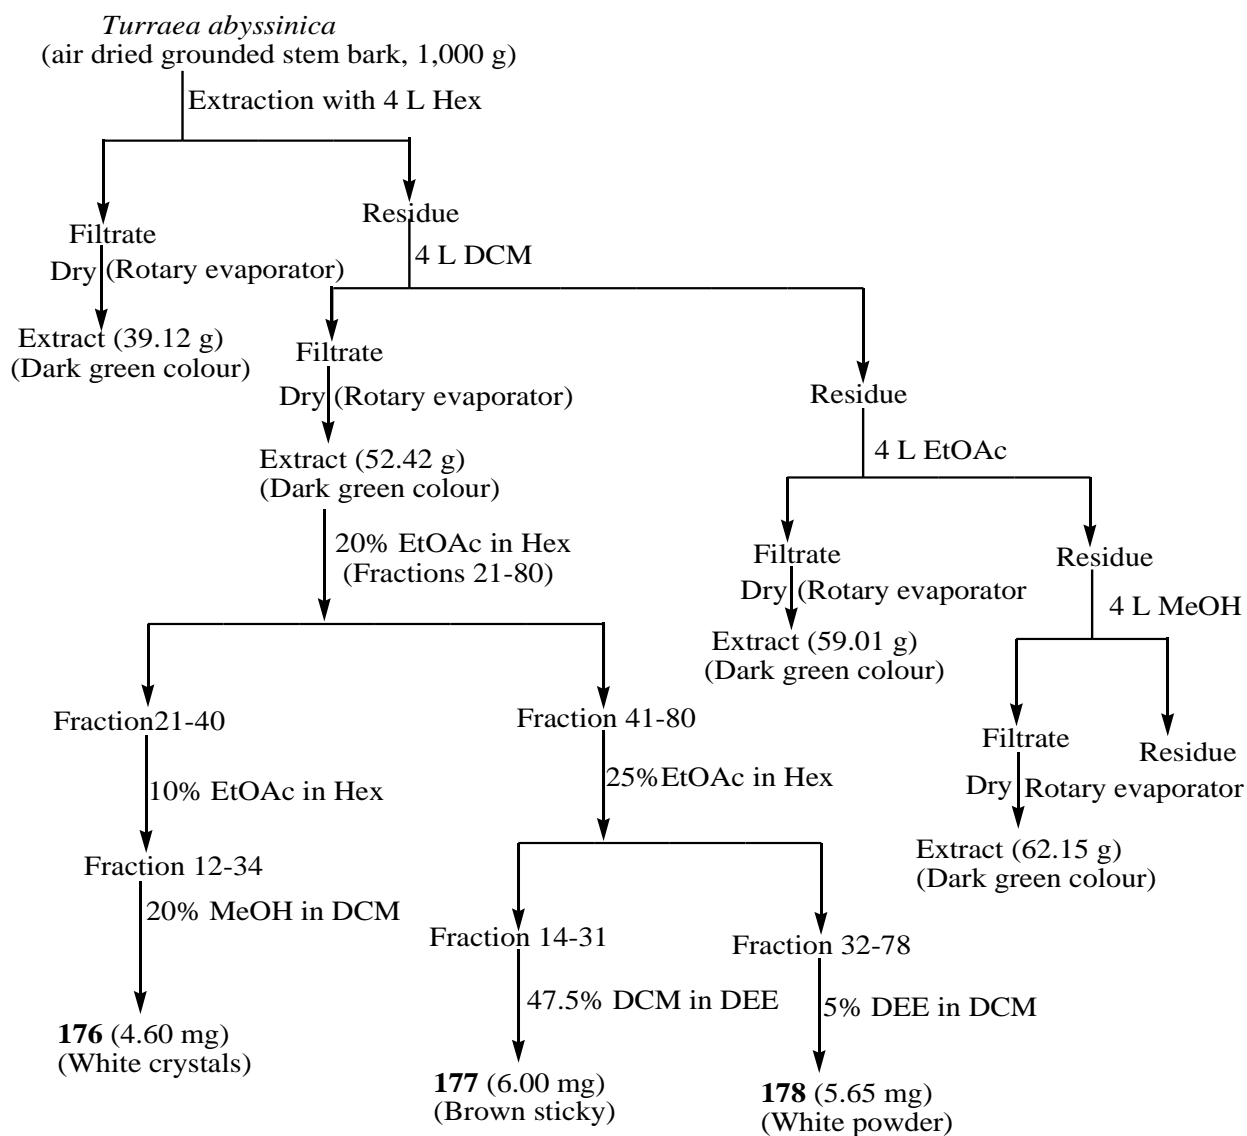 Turraea abyssinica
(air dried grounded stem bark, 1,000 g)
Extraction with 4 L Hex
Filtrate
Dry (Rotary evaporator)
Extract (39.12 g)
(Dark green colour)
Residue
4 L DCM
Filtrate
Dry (Rotary evaporator)
Extract (52.42 g)
(Dark green colour)
Residue
4 L EtOAc
Filtrate
Dry (Rotary evaporator
Extract (59.01 g)
(Dark green colour)
Residue
4 L MeOH
Filtrate
Dry Rotary evaporator
Extract (62.15 g)
(Dark green colour)
Residue
20% EtOAc in Hex
(Fractions 21-80)
Fraction21-40
10% EtOAc in Hex
Fraction 12-34
20% MeOH in DCM
176 (4.60 mg)
(White crystals)
Fraction 41-80
25%EtOAc in Hex
Fraction 14-31
47.5% DCM in DEE
177 (6.00 mg)
(Brown sticky)
Fraction 32-78
5% DEE in DCM
178 (5.65 mg)
(White powder)